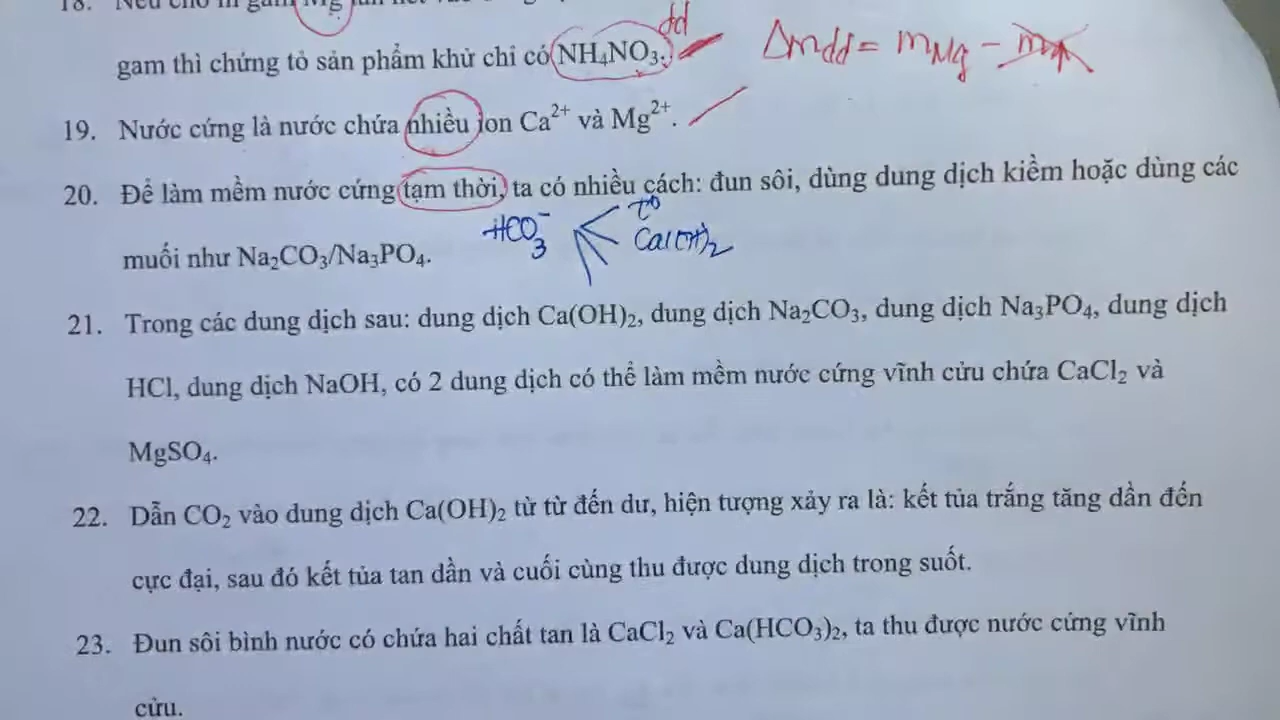 18. Nếu cho m gam Mg
gam thì chứng tỏ sản phẩm khử chỉ có NH₄NO₃. dd Δmdd = mMg -
19. Nước cứng là nước chứa nhiều ion Ca²⁺ và Mg²⁺.
20. Để làm mềm nước cứng tạm thời, ta có nhiều cách: đun sôi, dùng dung dịch kiềm hoặc dùng các
HCO₃⁻ t⁰
Ca(OH)₂
muối như Na₂CO₃/Na₃PO₄.
21. Trong các dung dịch sau: dung dịch Ca(OH)₂, dung dịch Na₂CO₃, dung dịch Na₃PO₄, dung dịch
HCl, dung dịch NaOH, có 2 dung dịch có thể làm mềm nước cứng vĩnh cửu chứa CaCl₂ và
MgSO₄.
22. Dẫn CO₂ vào dung dịch Ca(OH)₂ từ từ đến dư, hiện tượng xảy ra là: kết tủa trắng tăng dần đến
cực đại, sau đó kết tủa tan dần và cuối cùng thu được dung dịch trong suốt.
23. Đun sôi bình nước có chứa hai chất tan là CaCl₂ và Ca(HCO₃)₂, ta thu được nước cứng vĩnh
cửu.